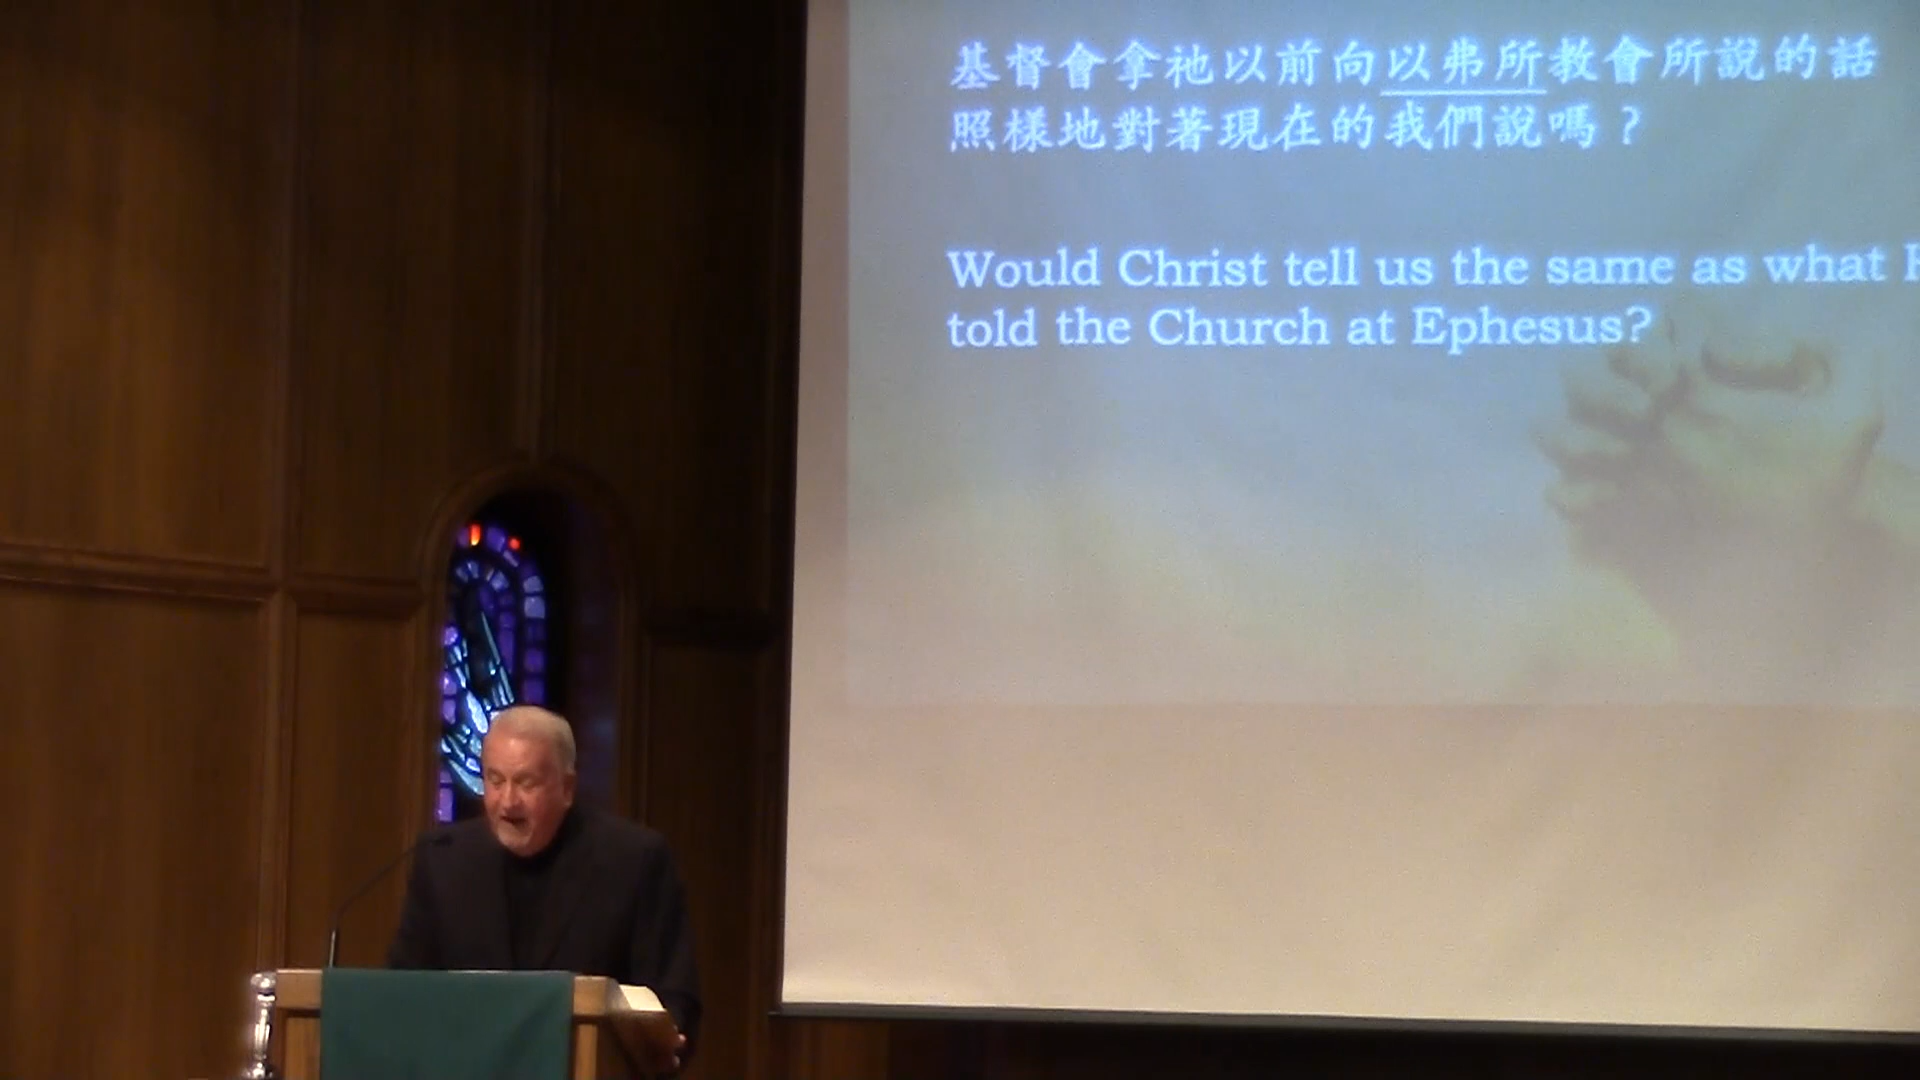 基督會拿祂以前向以弗所教會所說的話
照樣地對著現在的我們說嗎？
Would Christ tell us the same as what
told the Church at Ephesus?